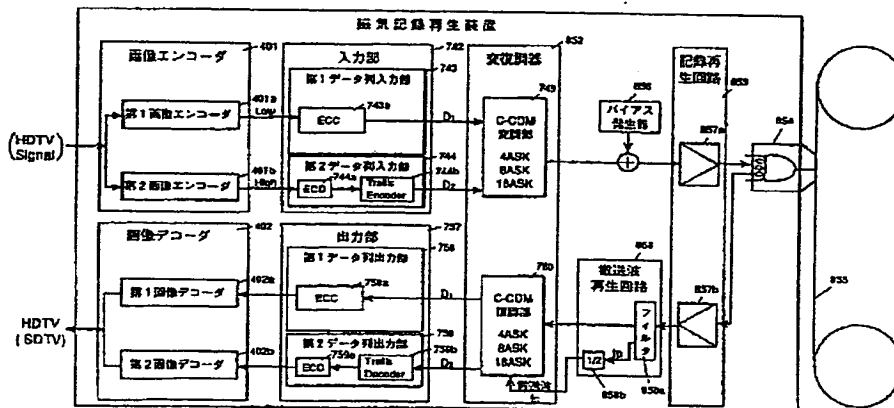 磁気記録再生装置
画像エンコーダ
401
入力部
742
743
変復調器
852
記録再
生回路
853
第1データ列入力部
749
856
バイアス
発生器
857a
854
第1画像エンコーダ
401a
Low
ECC
743a
D1
C-CDM
変調部
4ASK
8ASK
16ASK
(HDTV
Signal)
第2データ列入力部
744
744a
744b
第2画像エンコーダ
401b
High
ECC
Trellis
Encoder
D2
画像デコーダ
402
出力部
757
758
第1データ列出力部
760
858
搬送波
再生回路
855
第1画像デコーダ
402a
758a
ECC
D1
C-CDM
復調部
4ASK
8ASK
16ASK
857b
フィルタ
HDTV
(SDTV)
第2データ列出力部
759
759a
759b
第2画像デコーダ
402b
ECC
Trellis
Decoder
D2
1/2
搬送波
858b
858a